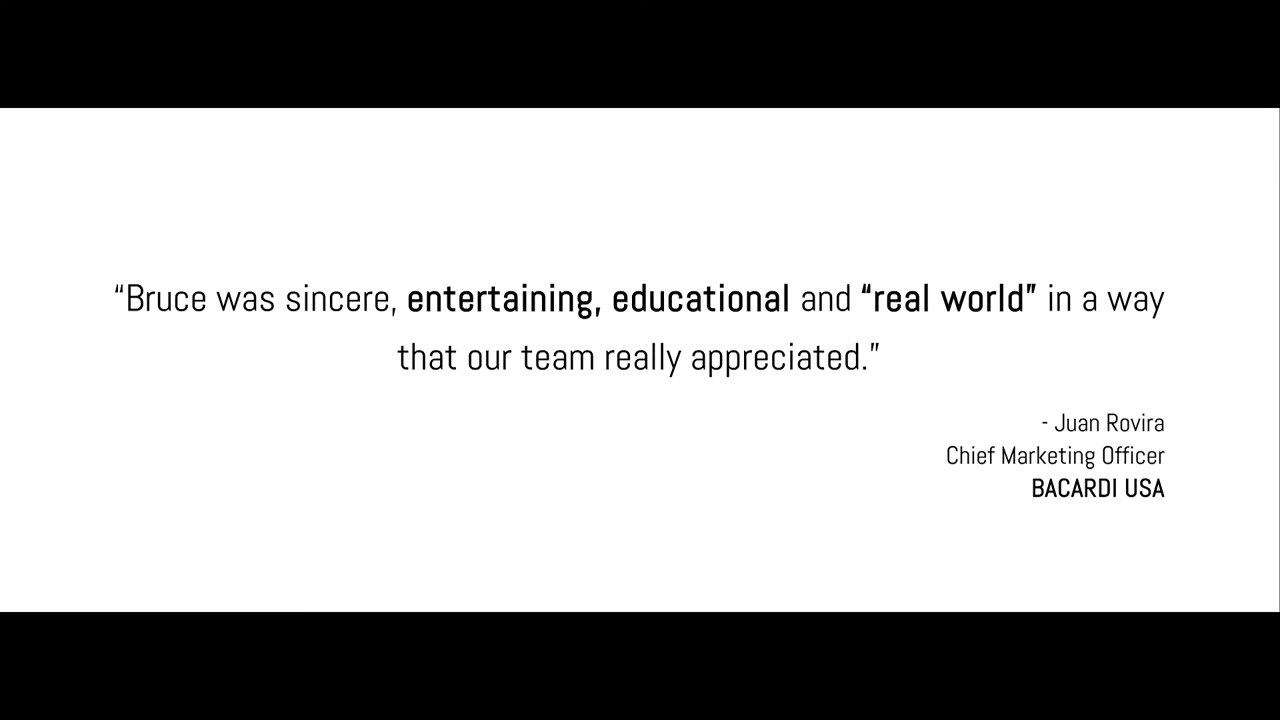 “Bruce was sincere, entertaining, educational and “real world” in a way
that our team really appreciated.”
- Juan Rovira
Chief Marketing Officer
BACARDI USA